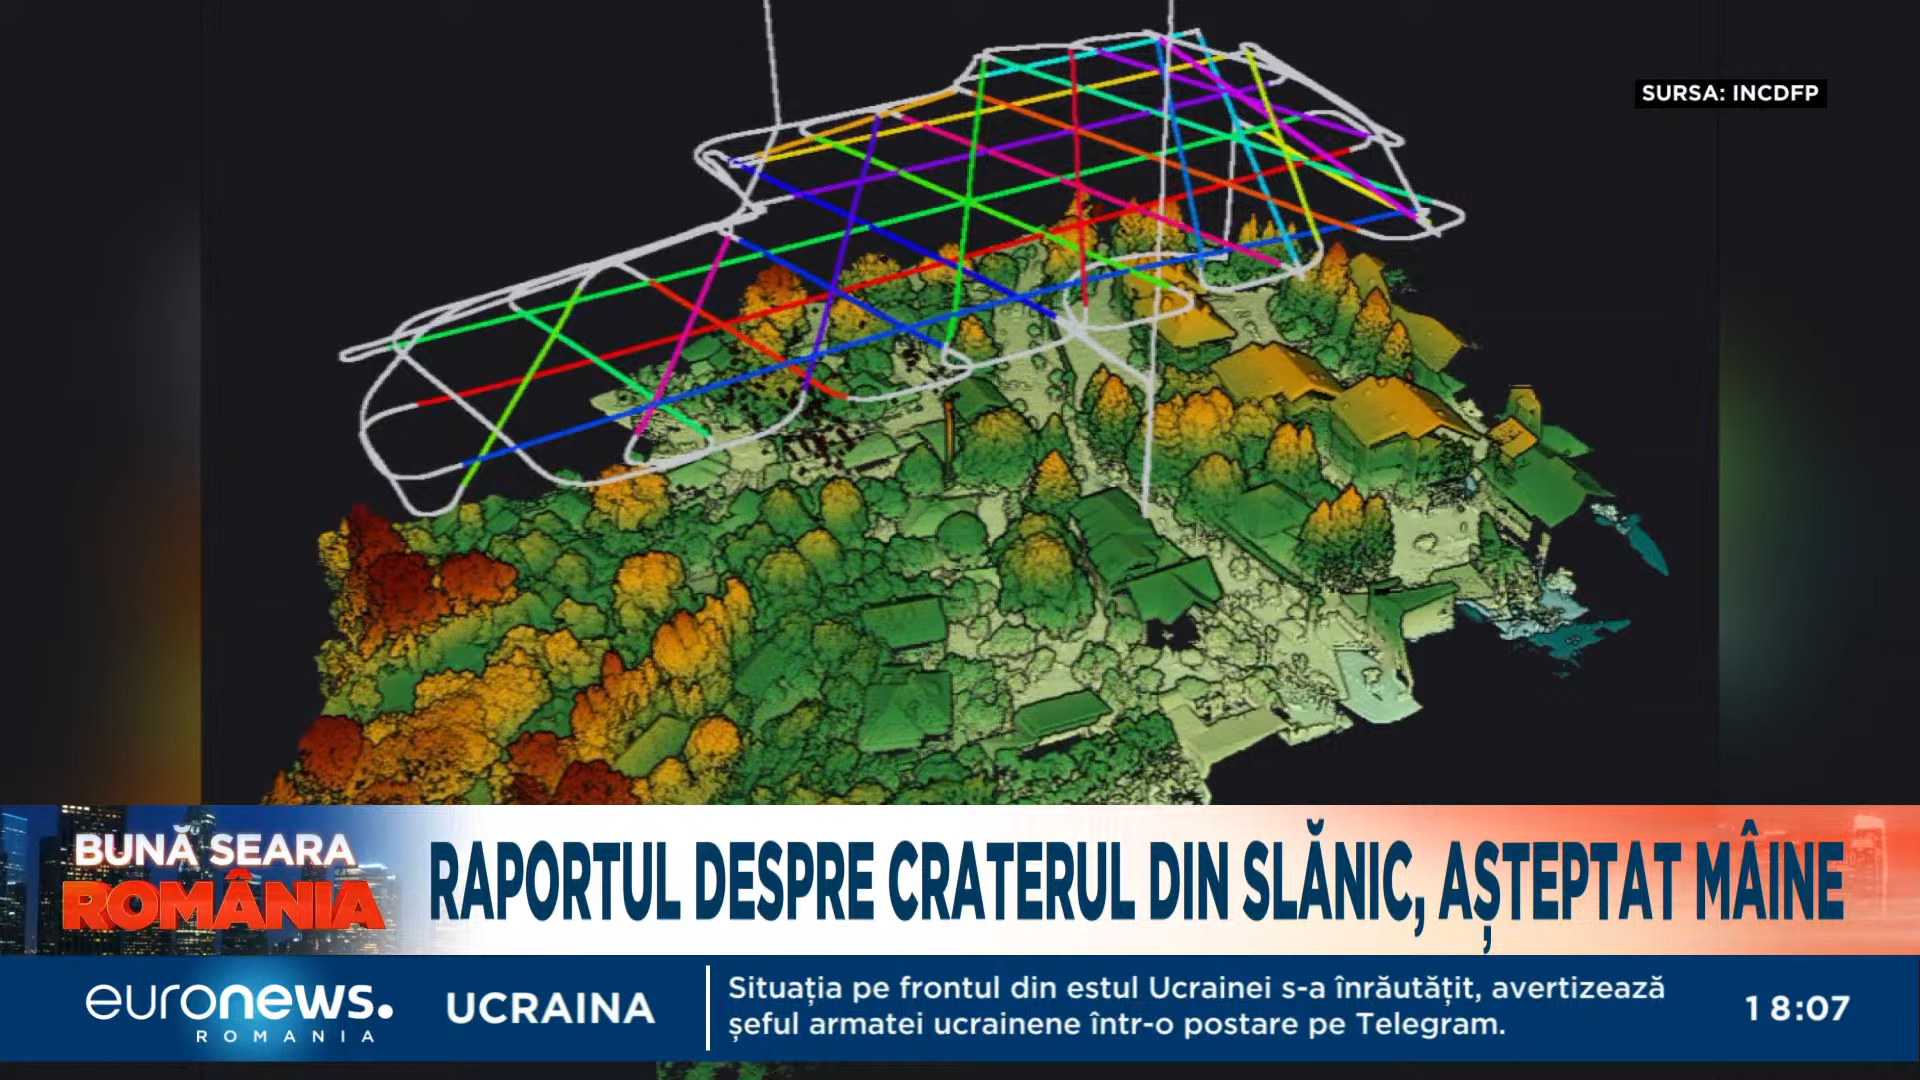 SURSA: INCDFP
BUNĂ SEARA
ROMÂNIA
RAPORTUL DESPRE CRATERUL DIN SLĂNIC, AȘTEPTAT MÂINE
euronews.
ROMANIA
UCRAINA
Situația pe frontul din estul Ucrainei s-a înrăutățit, avertizează
șeful armatei ucrainene într-o postare pe Telegram.
18:07